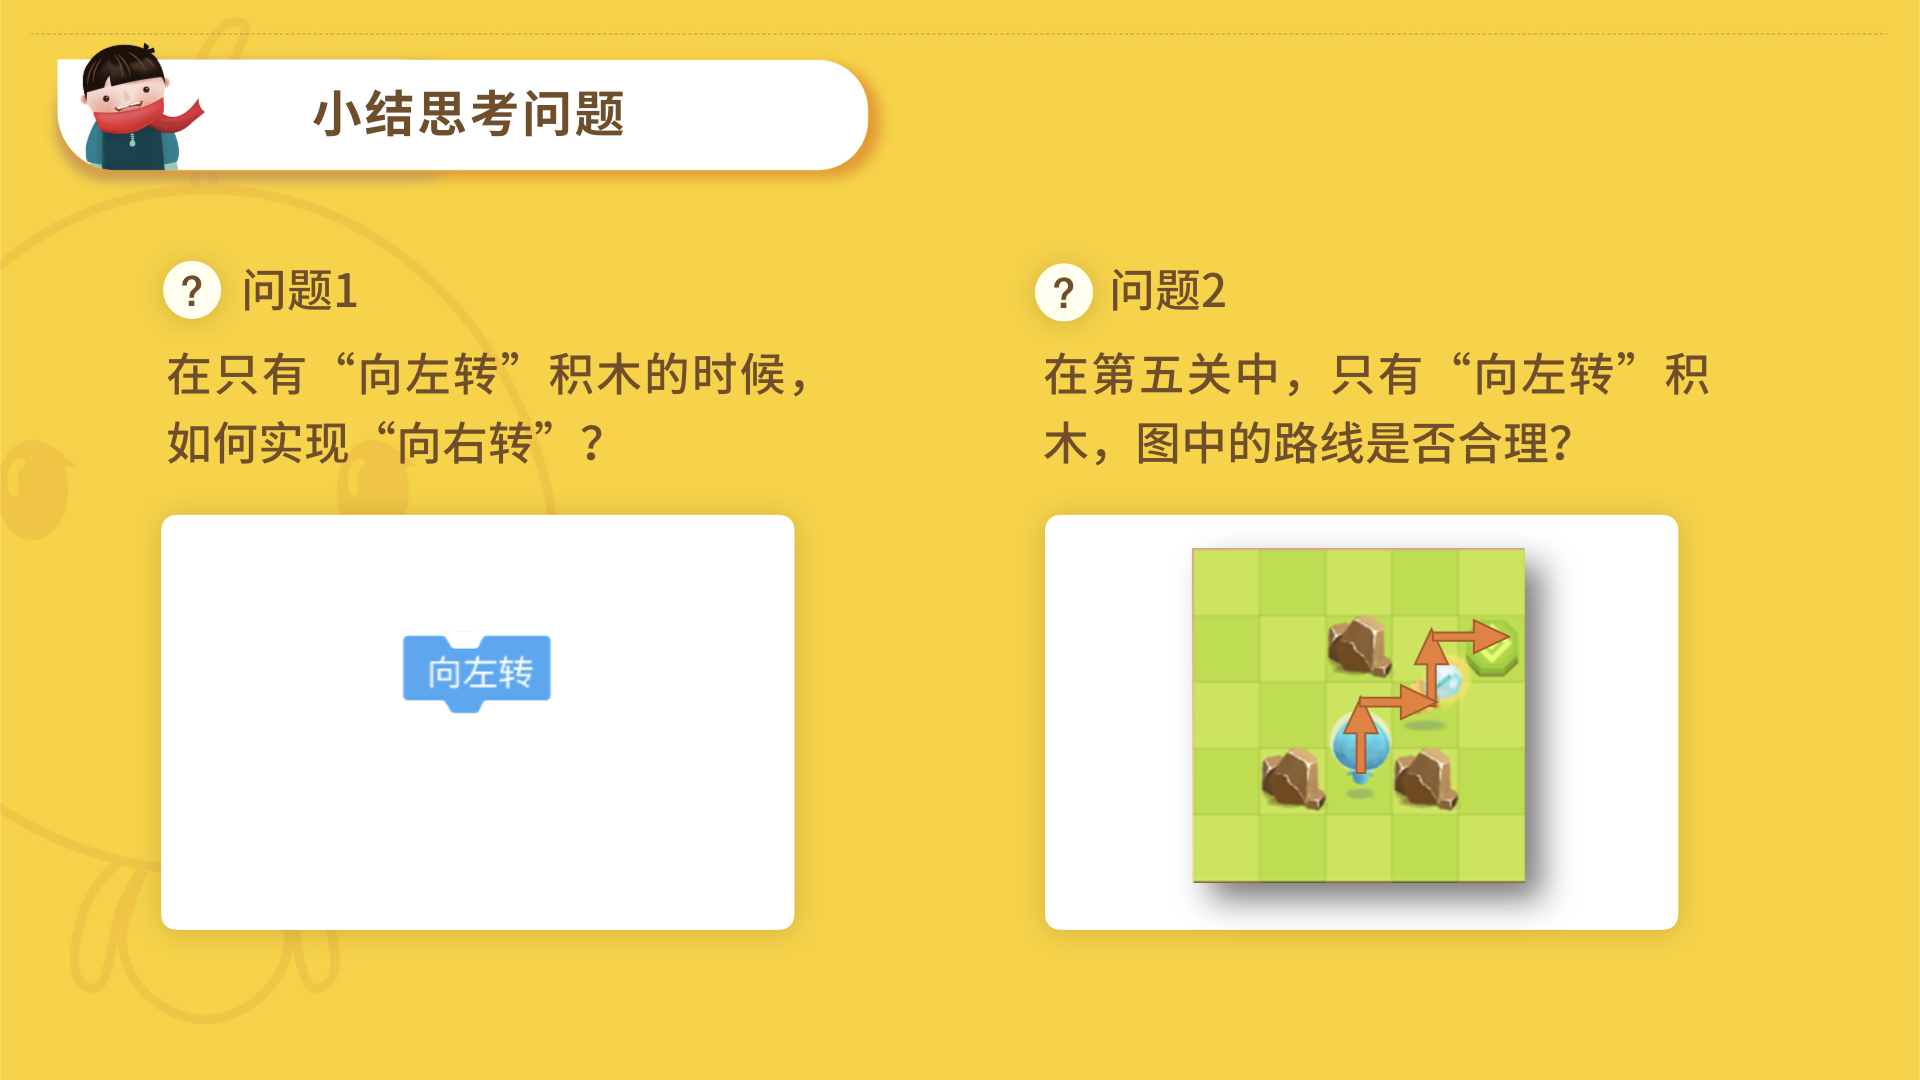 小结思考问题
? 问题1
在只有“向左转”积木的时候，
如何实现“向右转”？
向左转
? 问题2
在第五关中，只有“向左转”积
木，图中的路线是否合理？